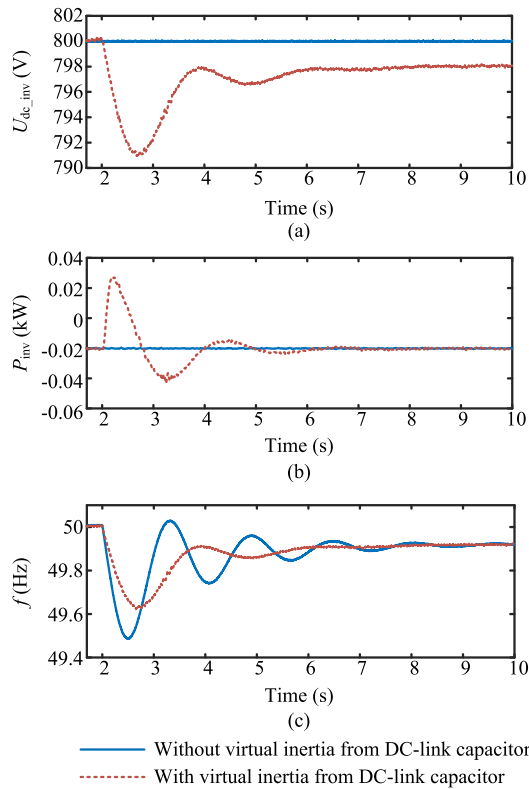 800
798
796
794
792
790
U_dc_inv (V)
2 3 4 5 6 7 8 9 10
Time (s)
(a)
0.04
0.02
0
-0.02
-0.04
-0.06
P_inv (kW)
2 3 4 5 6 7 8 9 10
Time (s)
(b)
50
49.8
49.6
49.4
f (Hz)
2 3 4 5 6 7 8 9 10
Time (s)
(c)
Without virtual inertia from DC-link capacitor
With virtual inertia from DC-link capacitor